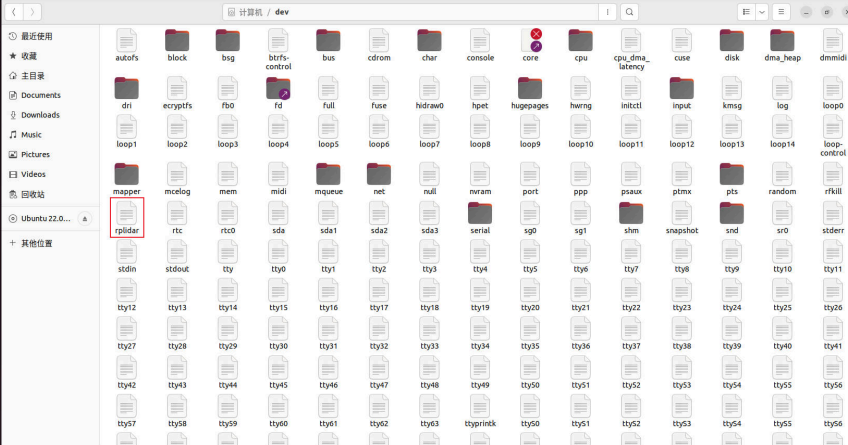 计算机 / dev
最近使用
收藏
主目录
Documents
Downloads
Music
Pictures
Videos
回收站
Ubuntu 22.0...
其他位置
autofs block bsg btrfs-control bus cdrom char console core cpu cpu_dma_latency cuse disk dma_heap dmmidi
dri ecryptfs fb0 fd full fuse hidraw0 hpet hugepages hwrng initctl input kmsg log loop0
loop1 loop2 loop3 loop4 loop5 loop6 loop7 loop8 loop9 loop10 loop11 loop12 loop13 loop14 loop-control
mapper mcelog mem midi mqueue net null nvram port ppp psaux ptmx pts random rfkill
rplidar rtc rtc0 sda sda1 sda2 sda3 serial sg0 sg1 shm snapshot snd sr0 stderr
stdin stdout tty tty0 tty1 tty2 tty3 tty4 tty5 tty6 tty7 tty8 tty9 tty10 tty11
tty12 tty13 tty14 tty15 tty16 tty17 tty18 tty19 tty20 tty21 tty22 tty23 tty24 tty25 tty26
tty27 tty28 tty29 tty30 tty31 tty32 tty33 tty34 tty35 tty36 tty37 tty38 tty39 tty40 tty41
tty42 tty43 tty44 tty45 tty46 tty47 tty48 tty49 tty50 tty51 tty52 tty53 tty54 tty55 tty56
tty57 tty58 tty59 tty60 tty61 tty62 tty63 ttyprintk ttyS0 ttyS1 ttyS2 ttyS3 ttyS4 ttyS5 ttyS6